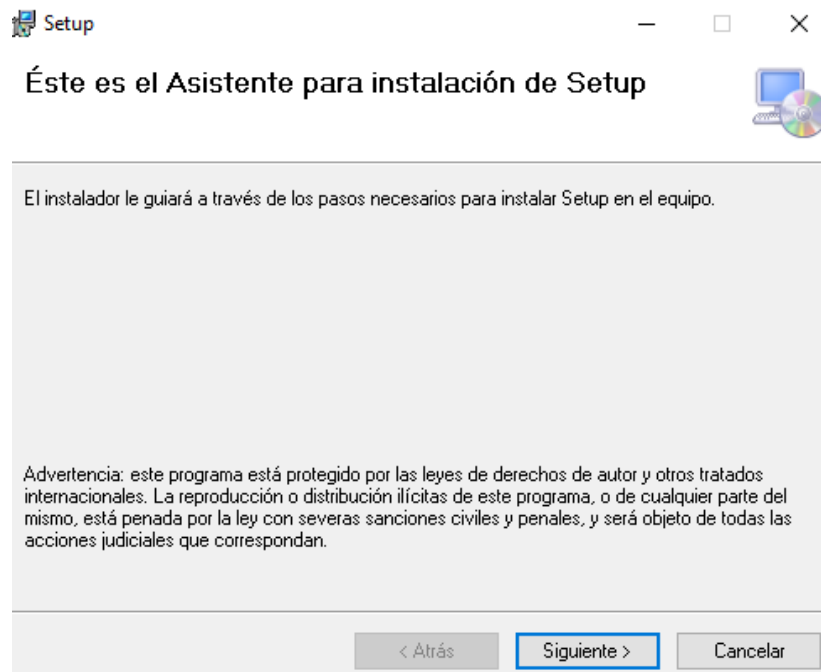 Setup
Éste es el Asistente para instalación de Setup
El instalador le guiará a través de los pasos necesarios para instalar Setup en el equipo.
Advertencia: este programa está protegido por las leyes de derechos de autor y otros tratados
internacionales. La reproducción o distribución ilícitas de este programa, o de cualquier parte del
mismo, está penada por la ley con severas sanciones civiles y penales, y será objeto de todas las
acciones judiciales que correspondan.
< Atrás
Siguiente >
Cancelar